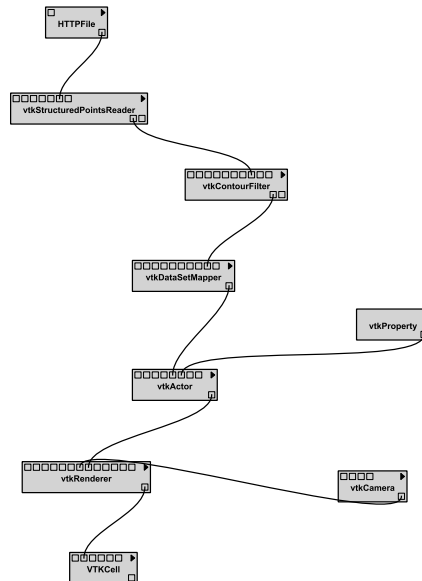 HTTPFile
vtkStructuredPointsReader
vtkContourFilter
vtkDataSetMapper
vtkProperty
vtkActor
vtkRenderer
vtkCamera
VTKCell